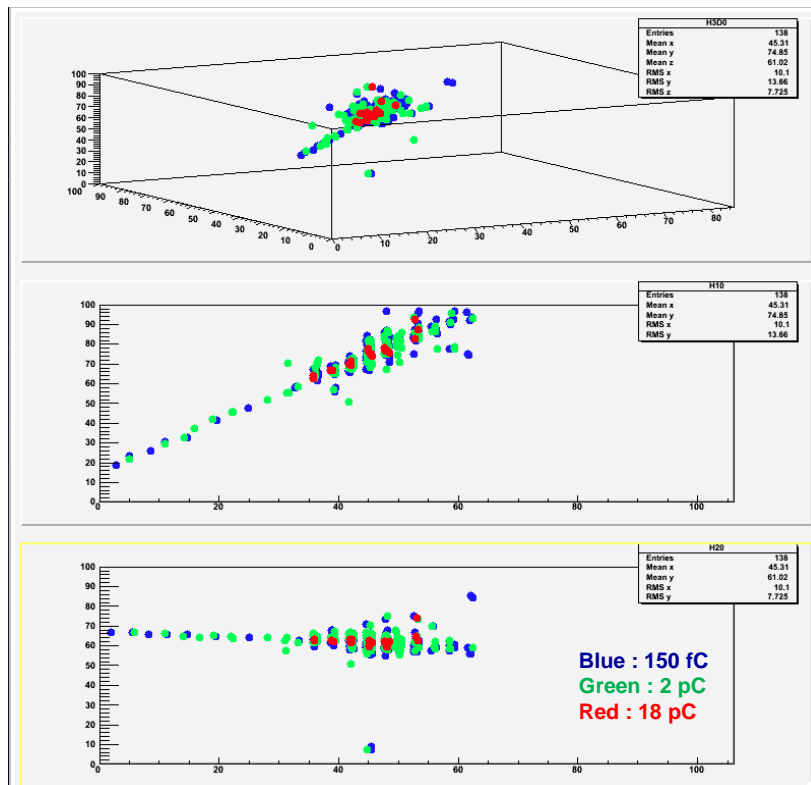 H3D0
Entries 138
Mean x 45.31
Mean y 74.85
Mean z 61.02
RMS x 10.1
RMS y 13.66
RMS z 7.725
100
90
80
70
60
50
40
30
20
10
0
100 90 80 70 60 50 40 30 20 10 0
0 10 20 30 40 50 60 70 80
H10
Entries 138
Mean x 45.31
Mean y 74.85
RMS x 10.1
RMS y 13.66
100
90
80
70
60
50
40
30
20
10
0
0 20 40 60 80 100
H20
Entries 138
Mean x 45.31
Mean y 61.02
RMS x 10.1
RMS y 7.725
100
90
80
70
60
50
40
30
20
10
0
Blue : 150 fC
Green : 2 pC
Red : 18 pC
0 20 40 60 80 100